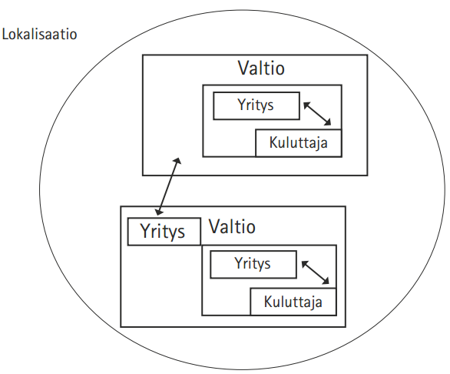 Lokalisaatio
Valtio
Yritys
Kuluttaja
Yritys Valtio
Yritys
Kuluttaja